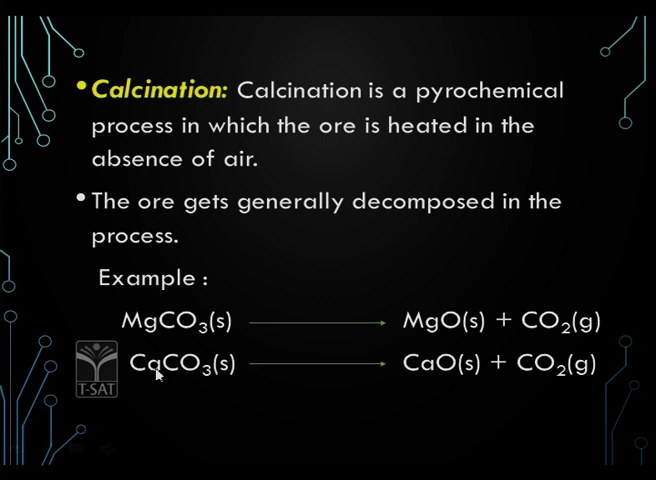 •Calcination: Calcination is a pyrochemical
process in which the ore is heated in the
absence of air.
•The ore gets generally decomposed in the
process.
Example :
MgCO₃(s) → MgO(s) + CO₂(g)
CaCO₃(s) → CaO(s) + CO₂(g)
T-SAT